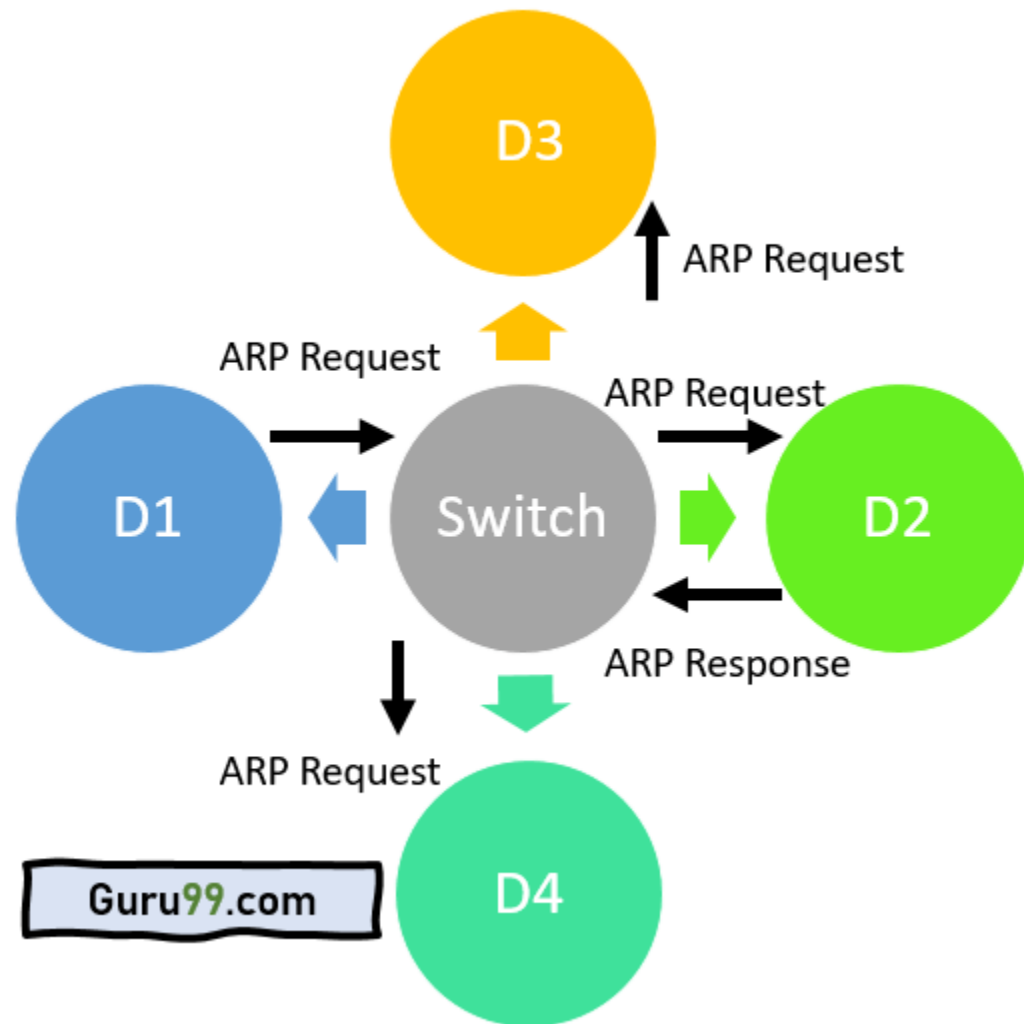 D3
ARP Request
ARP Request
ARP Request
D1
Switch
D2
ARP Response
ARP Request
D4
Guru99.com